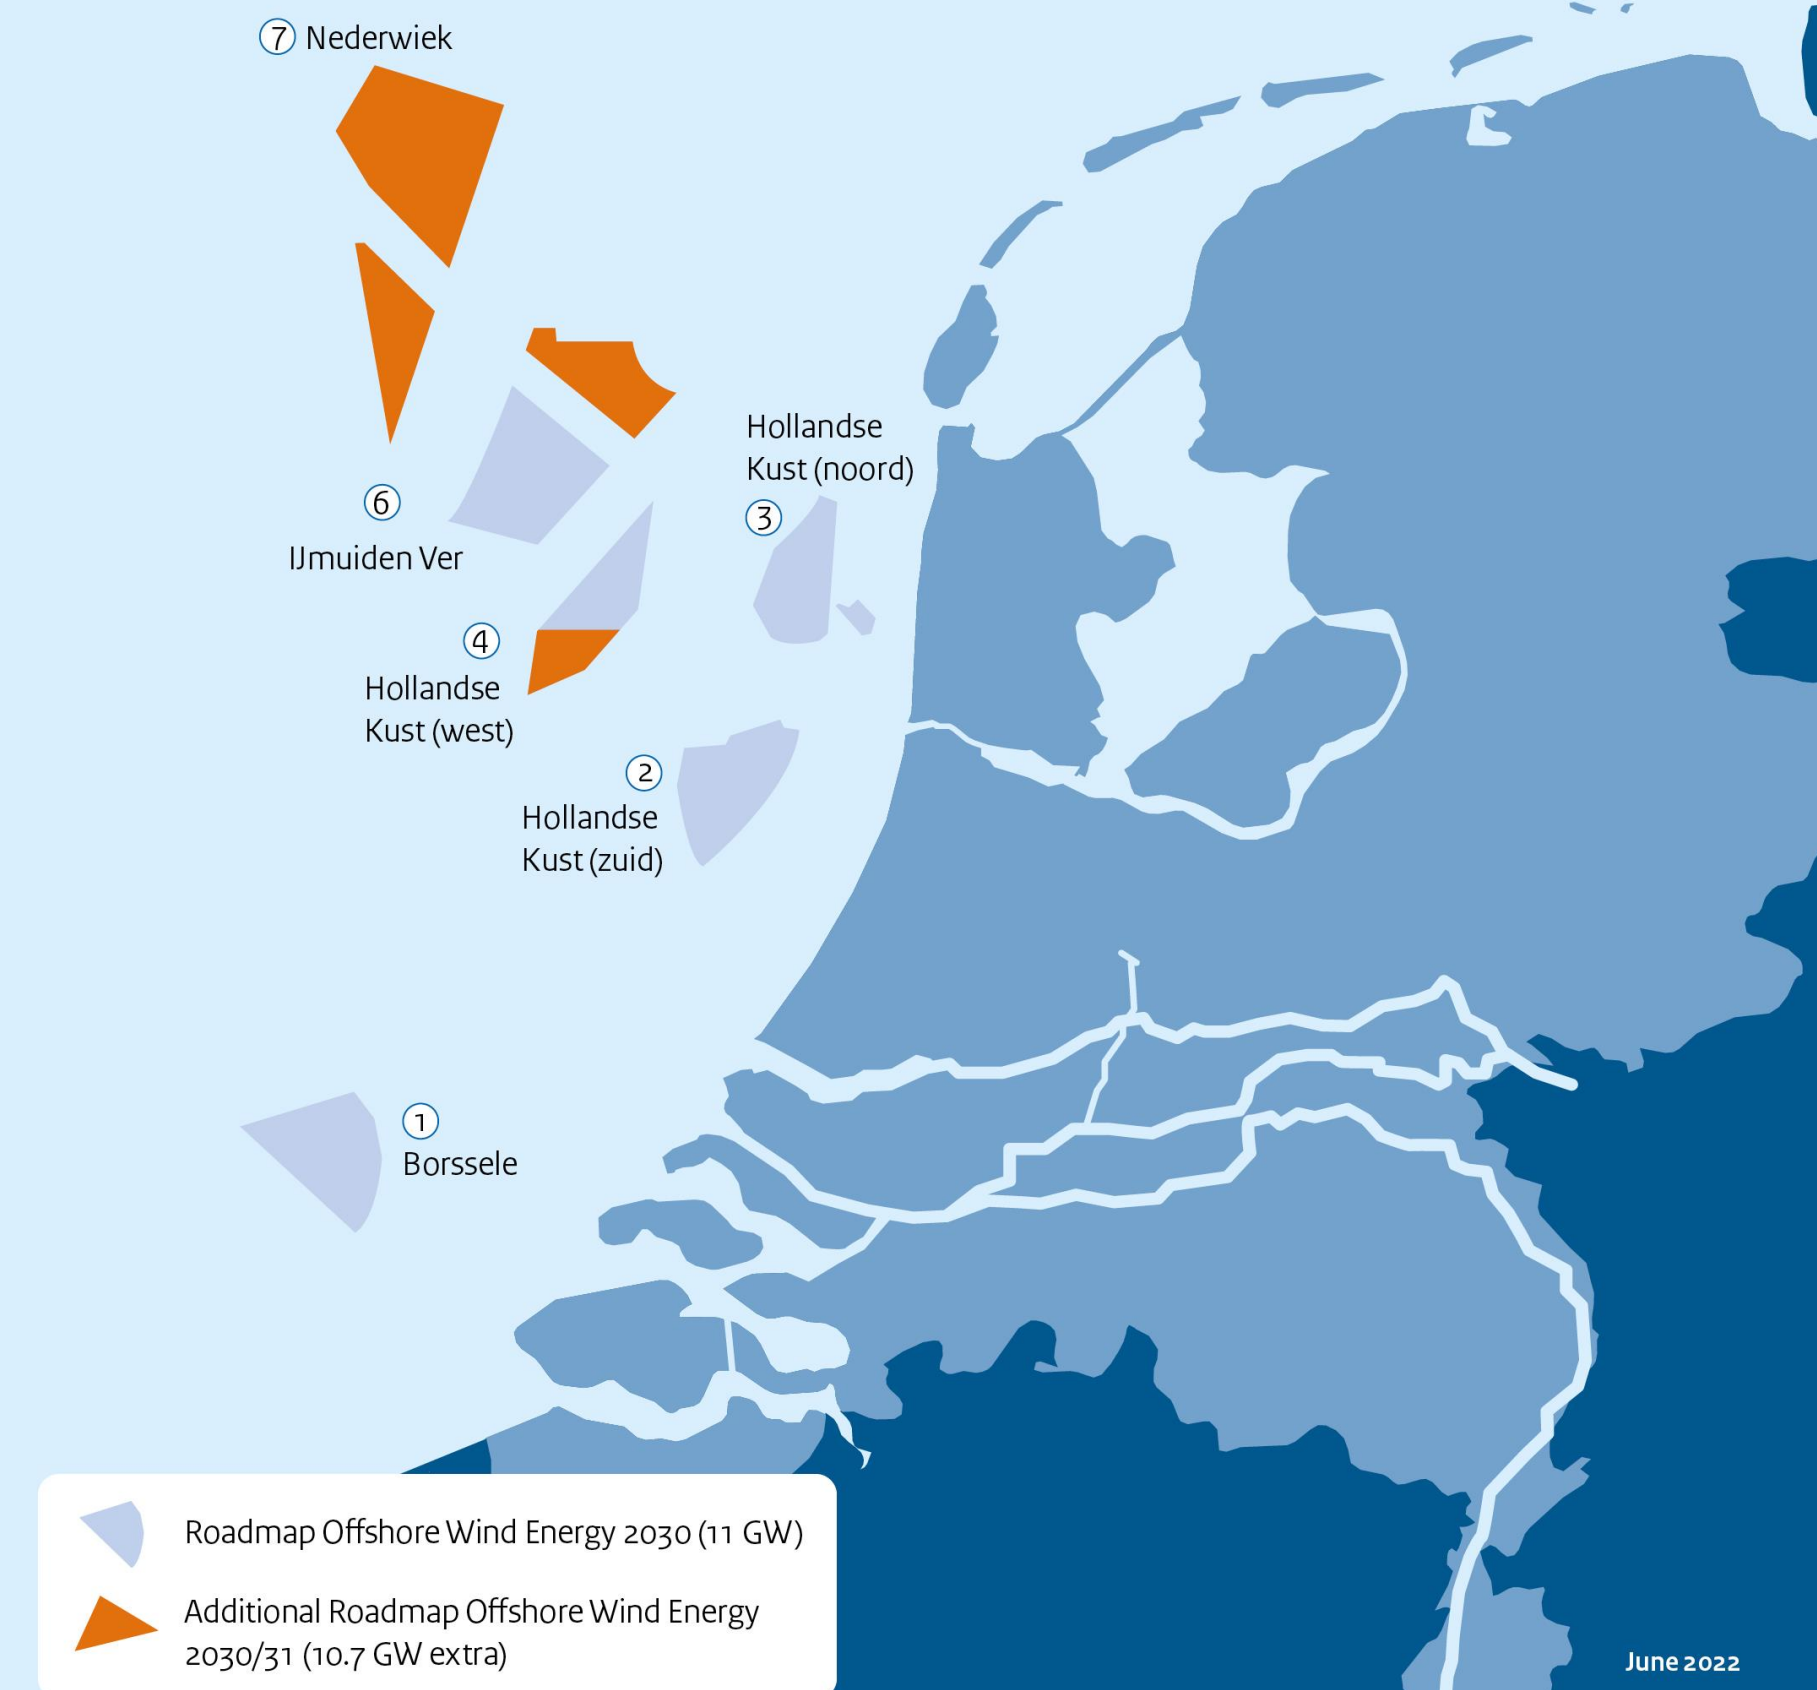 7 Nederwiek
Hollandse
Kust (noord)
3
6
IJmuiden Ver
4
Hollandse
Kust (west)
2
Hollandse
Kust (zuid)
1
Borssele
Roadmap Offshore Wind Energy 2030 (11 GW)
Additional Roadmap Offshore Wind Energy
2030/31 (10.7 GW extra)
June 2022